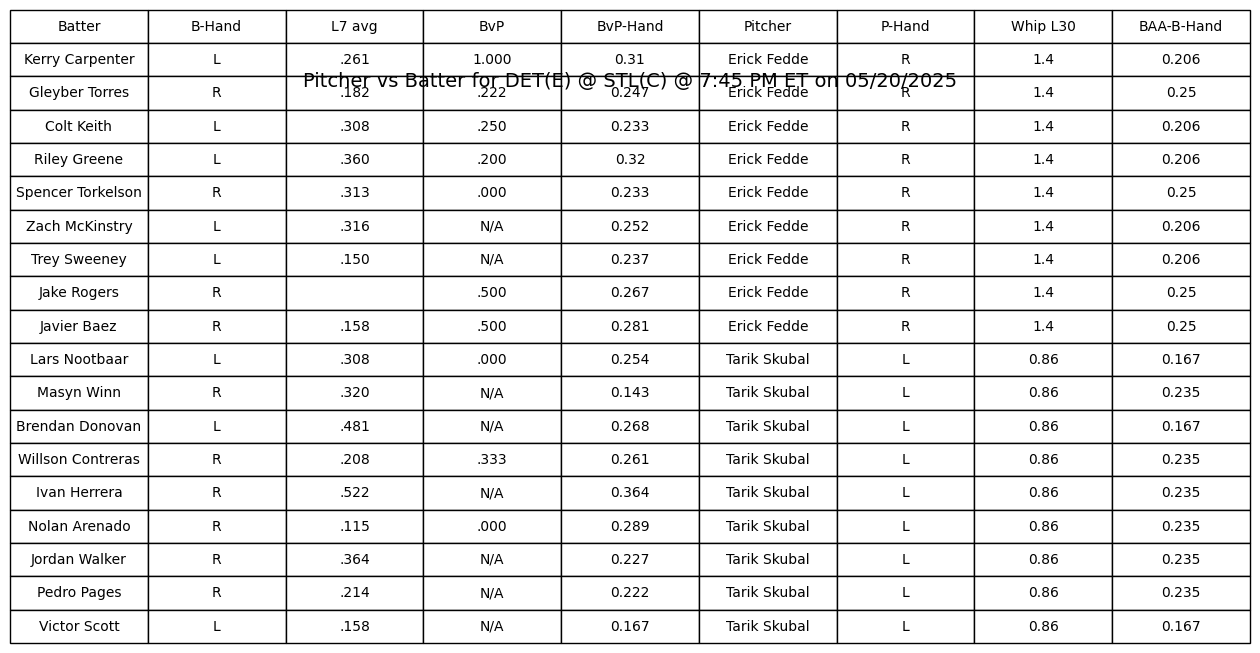 Batter B-Hand L7 avg BvP BvP-Hand Pitcher P-Hand Whip L30 BAA-B-Hand
Kerry Carpenter L .261 1.000 0.31 Erick Fedde R 1.4 0.206
Pitcher vs Batter for DET(E) @ STL(C) @ 7:45 PM ET on 05/20/2025
Gleyber Torres R .182 .222 0.247 Erick Fedde R 1.4 0.25
Colt Keith L .308 .250 0.233 Erick Fedde R 1.4 0.206
Riley Greene L .360 .200 0.32 Erick Fedde R 1.4 0.206
Spencer Torkelson R .313 .000 0.233 Erick Fedde R 1.4 0.25
Zach McKinstry L .316 N/A 0.252 Erick Fedde R 1.4 0.206
Trey Sweeney L .150 N/A 0.237 Erick Fedde R 1.4 0.206
Jake Rogers R .500 0.267 Erick Fedde R 1.4 0.25
Javier Baez R .158 .500 0.281 Erick Fedde R 1.4 0.25
Lars Nootbaar L .308 .000 0.254 Tarik Skubal L 0.86 0.167
Masyn Winn R .320 N/A 0.143 Tarik Skubal L 0.86 0.235
Brendan Donovan L .481 N/A 0.268 Tarik Skubal L 0.86 0.167
Willson Contreras R .208 .333 0.261 Tarik Skubal L 0.86 0.235
Ivan Herrera R .522 N/A 0.364 Tarik Skubal L 0.86 0.235
Nolan Arenado R .115 .000 0.289 Tarik Skubal L 0.86 0.235
Jordan Walker R .364 N/A 0.227 Tarik Skubal L 0.86 0.235
Pedro Pages R .214 N/A 0.222 Tarik Skubal L 0.86 0.235
Victor Scott L .158 N/A 0.167 Tarik Skubal L 0.86 0.167